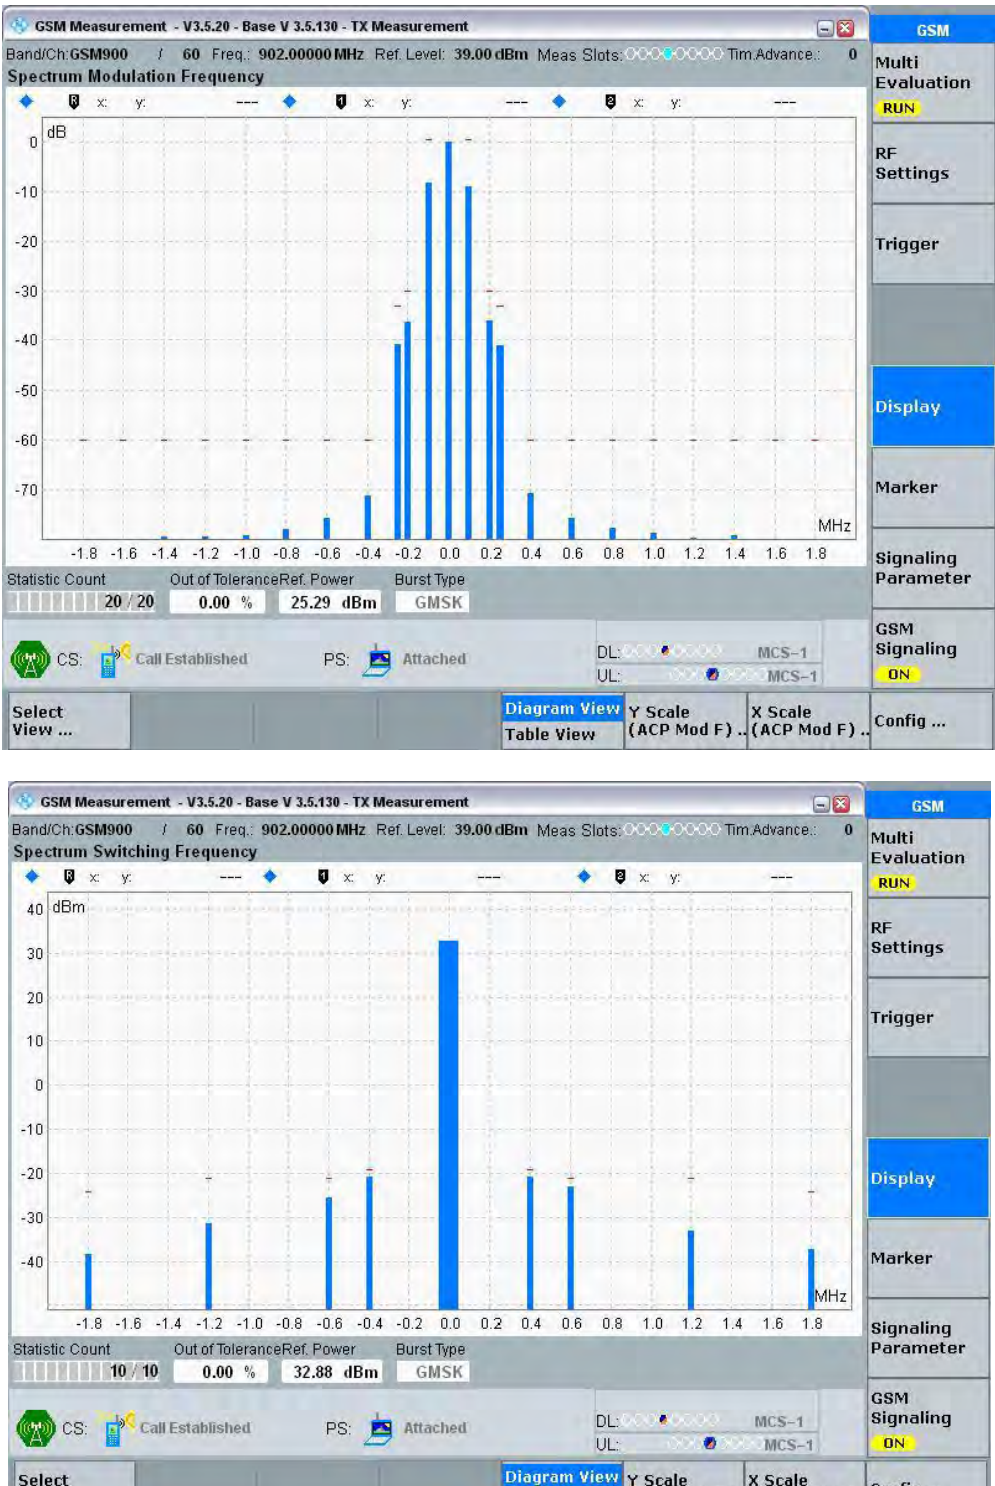 GSM Measurement - V3.5.20 - Base V 3.5.130 - TX Measurement
GSM
Band/Ch:GSM900 / 60 Freq.: 902.00000 MHz Ref. Level: 39.00 dBm Meas Slots: Tim.Advance.: 0
Spectrum Modulation Frequency
Multi
Evaluation
RUN
R x: y: --- 1 x: y: --- 2 x: y: ---
dB
0
-10
-20
-30
-40
-50
-60
-70
MHz
-1.8 -1.6 -1.4 -1.2 -1.0 -0.8 -0.6 -0.4 -0.2 0.0 0.2 0.4 0.6 0.8 1.0 1.2 1.4 1.6 1.8
RF
Settings
Trigger
Display
Marker
Signaling
Parameter
GSM
Signaling
ON
Statistic Count Out of Tolerance Ref. Power Burst Type
20 / 20 0.00 % 25.29 dBm GMSK
CS: Call Established PS: Attached
DL: MCS-1
UL: MCS-1
Select
View ...
Diagram View
Table View
Y Scale
(ACP Mod F) ..
X Scale
(ACP Mod F) ..
Config ...
GSM Measurement - V3.5.20 - Base V 3.5.130 - TX Measurement
GSM
Band/Ch:GSM900 / 60 Freq.: 902.00000 MHz Ref. Level: 39.00 dBm Meas Slots: Tim.Advance.: 0
Spectrum Switching Frequency
Multi
Evaluation
RUN
R x: y: --- 1 x: y: --- 2 x: y: ---
40 dBm
30
20
10
0
-10
-20
-30
-40
MHz
-1.8 -1.6 -1.4 -1.2 -1.0 -0.8 -0.6 -0.4 -0.2 0.0 0.2 0.4 0.6 0.8 1.0 1.2 1.4 1.6 1.8
RF
Settings
Trigger
Display
Marker
Signaling
Parameter
GSM
Signaling
ON
Statistic Count Out of Tolerance Ref. Power Burst Type
10 / 10 0.00 % 32.88 dBm GMSK
CS: Call Established PS: Attached
DL: MCS-1
UL: MCS-1
Select
Diagram View
Y Scale
X Scale